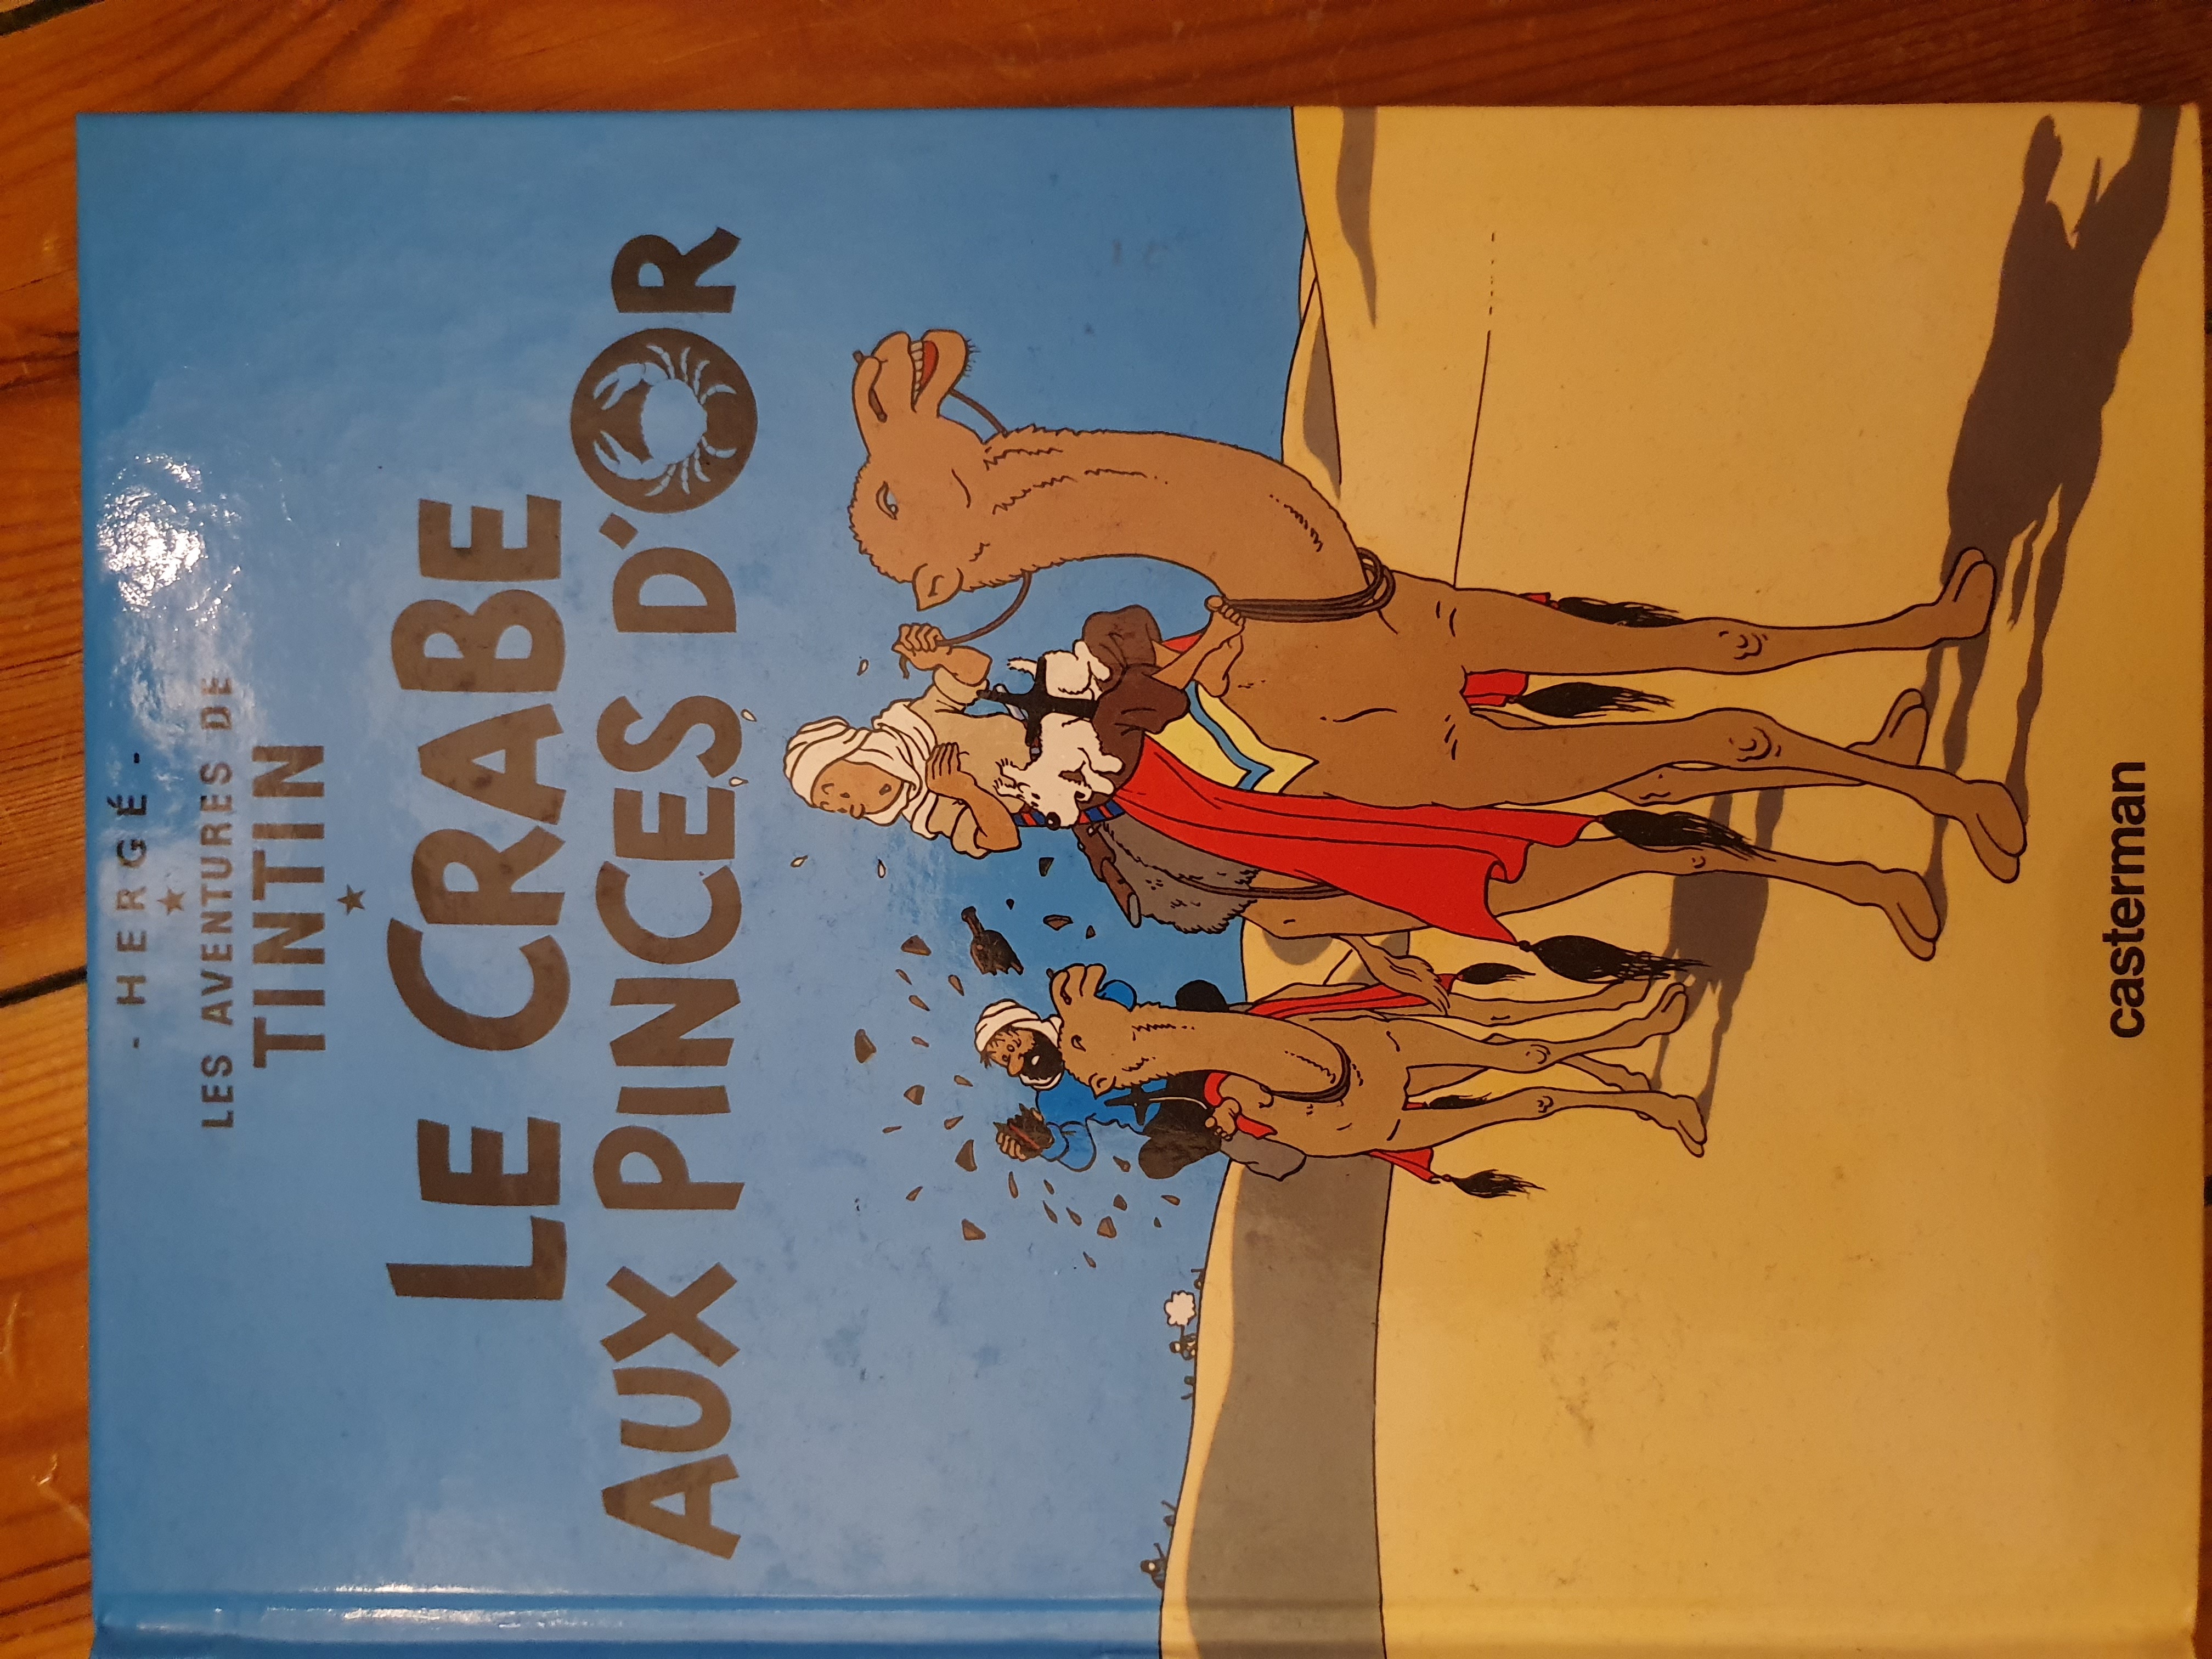 - HERGÉ -
LES AVENTURES DE
TINTIN
LE CRABE
AUX PINCES D'OR
casterman